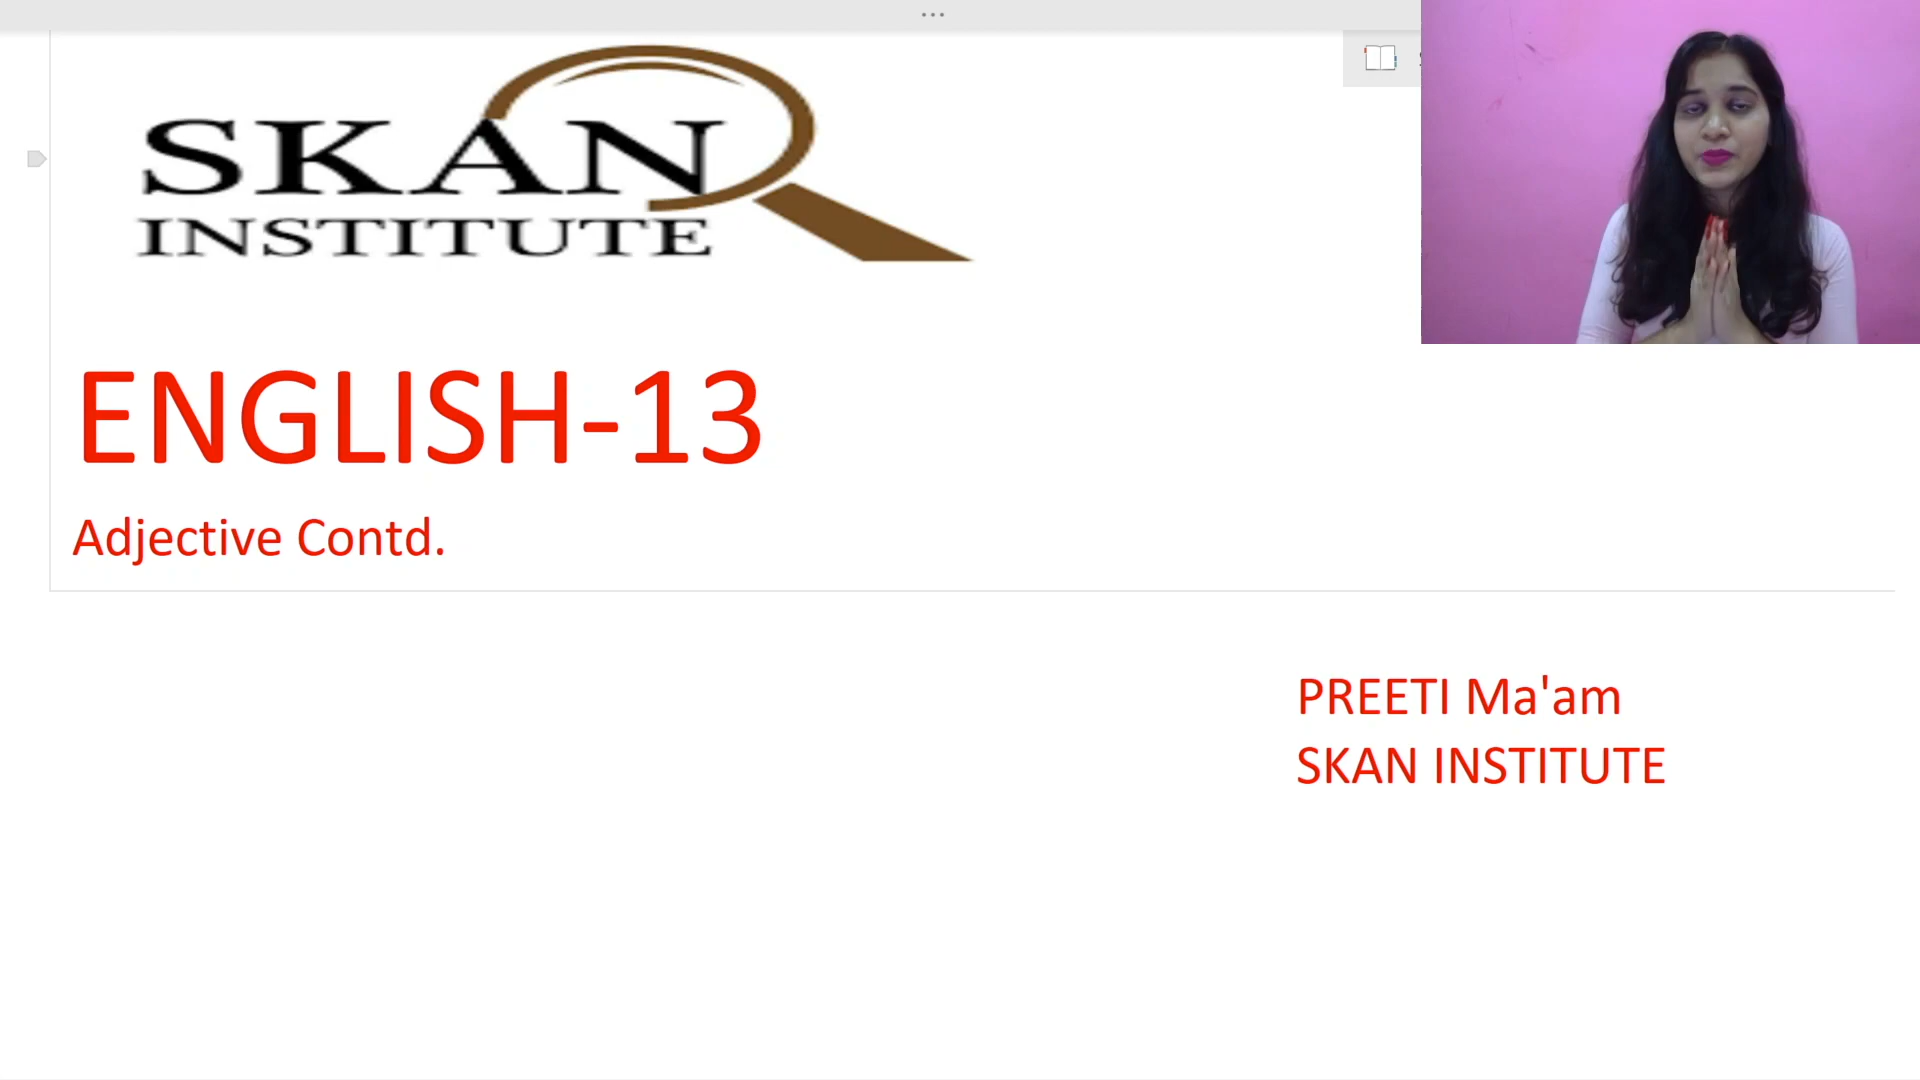 SKAN
INSTITUTE
ENGLISH-13
Adjective Contd.
PREETI Ma'am
SKAN INSTITUTE